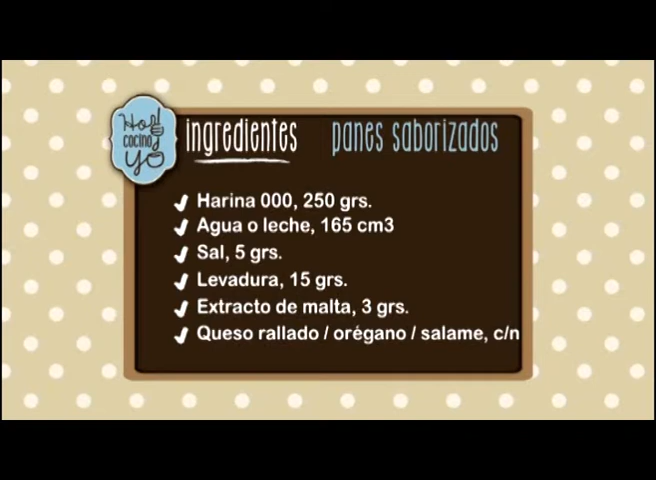 Hoy
cocino
yo
ingredientes
panes saborizados
Harina 000, 250 grs.
Agua o leche, 165 cm3
Sal, 5 grs.
Levadura, 15 grs.
Extracto de malta, 3 grs.
Queso rallado / orégano / salame, c/n